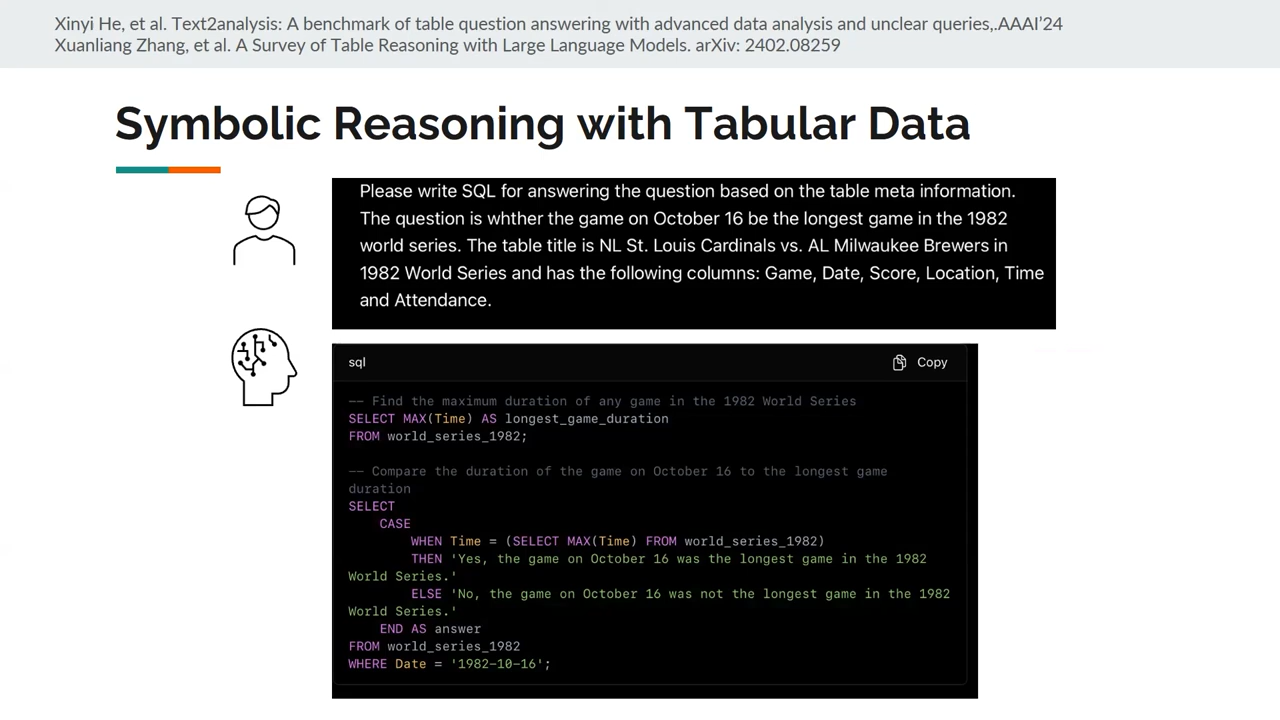 Xinyi He, et al. Text2analysis: A benchmark of table question answering with advanced data analysis and unclear queries,.AAAI'24
Xuanliang Zhang, et al. A Survey of Table Reasoning with Large Language Models. arXiv: 2402.08259
Symbolic Reasoning with Tabular Data
Please write SQL for answering the question based on the table meta information.
The question is whther the game on October 16 be the longest game in the 1982
world series. The table title is NL St. Louis Cardinals vs. AL Milwaukee Brewers in
1982 World Series and has the following columns: Game, Date, Score, Location, Time
and Attendance.
sql Copy
-- Find the maximum duration of any game in the 1982 World Series
SELECT MAX(Time) AS longest_game_duration
FROM world_series_1982;
-- Compare the duration of the game on October 16 to the longest game
duration
SELECT
CASE
WHEN Time = (SELECT MAX(Time) FROM world_series_1982)
THEN 'Yes, the game on October 16 was the longest game in the 1982
World Series.'
ELSE 'No, the game on October 16 was not the longest game in the 1982
World Series.'
END AS answer
FROM world_series_1982
WHERE Date = '1982-10-16';